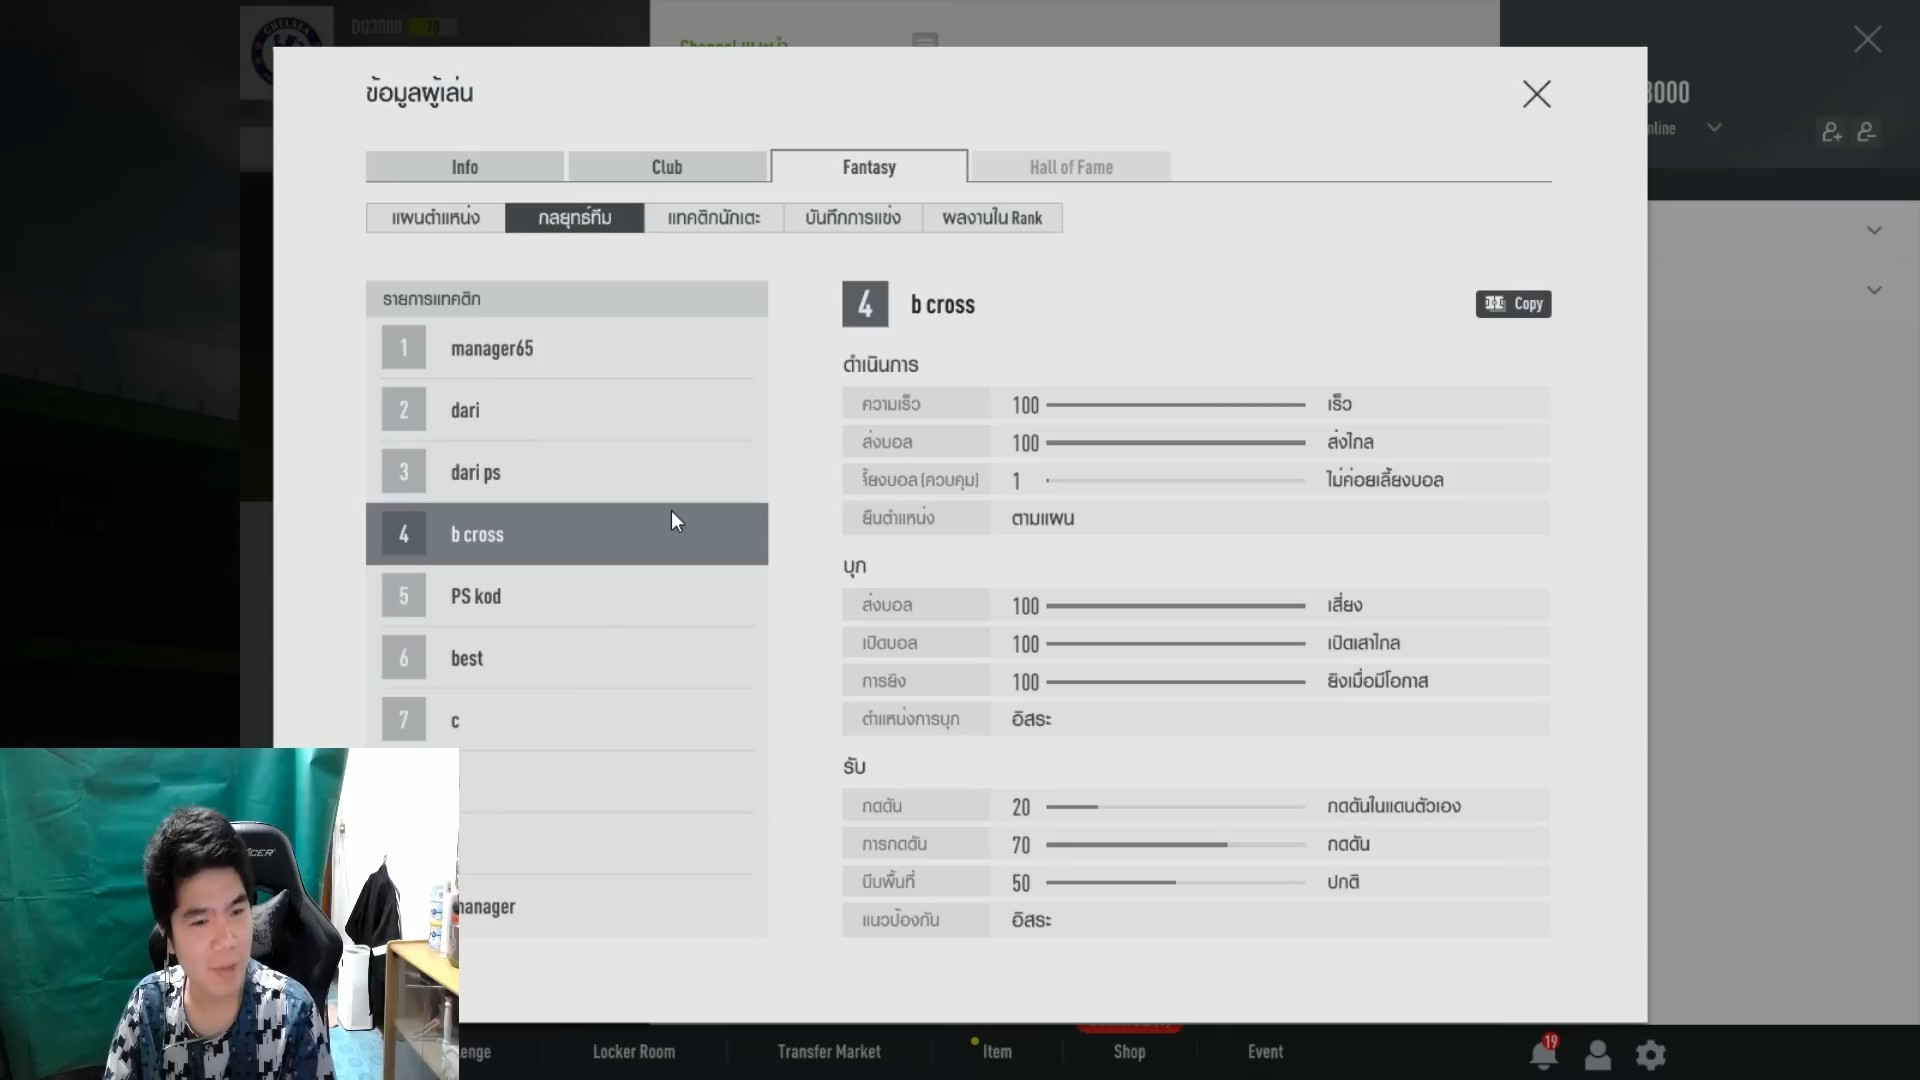 CHELSEA
DO3000
ข้อมูลผู้เล่น
3000
nline
Info
Club
Fantasy
Hall of Fame
แผนตำแหน่ง
กลยุทธ์ทีม
แทคติกนักเตะ
บันทึกการแข่ง
ผลงานใน Rank
รายการแทคติก
1 manager65
2 dari
3 dari ps
4 b cross
5 PS kod
6 best
7 c
manager
4 b cross
Copy
ดำเนินการ
ความเร็ว 100 เร็ว
ส่งบอล 100 ส่งไกล
ลี้ยงบอล (ควบคุม) 1 ไม่ค่อยเลี้ยงบอล
ยืนตำแหน่ง ตามแผน
บุก
ส่งบอล 100 เสี่ยง
เปิดบอล 100 เปิดเสาไกล
การยิง 100 ยิงเมื่อมีโอกาส
ตำแหน่งการบุก อิสระ
รับ
กดดัน 20 กดดันในแดนตัวเอง
การกดดัน 70 กดดัน
บีบพื้นที่ 50 ปกติ
แนวป้องกัน อิสระ
enge
Locker Room
Transfer Market
Item
Shop
Event
19